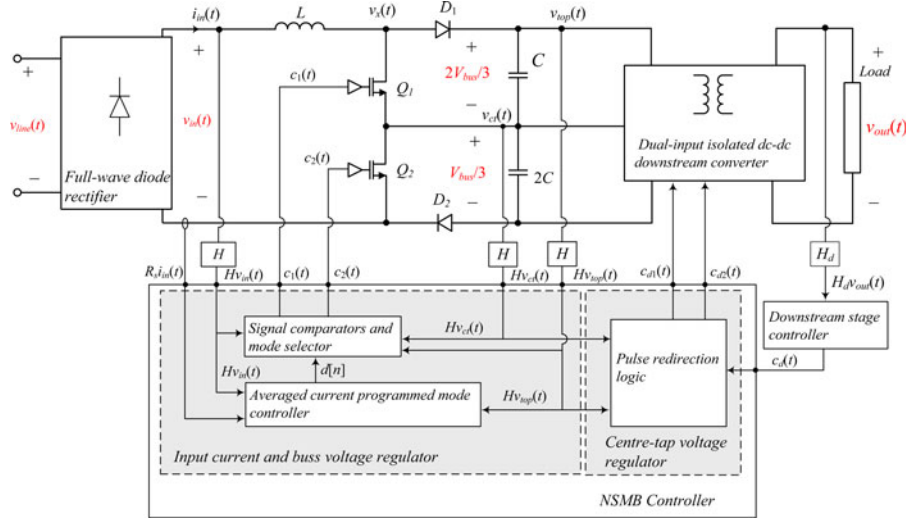 i_in(t)
L
v_s(t)
D_1
v_top(t)
+
+
+
+
2V_bus/3
C
Load
c_1(t)
Q_1
v_line(t)
v_in(t)
−
v_ct(t)
v_out(t)
Dual-input isolated dc-dc
downstream converter
+
c_2(t)
Q_2
V_bus/3
2C
−
−
Full-wave diode
rectifier
D_2
−
−
R_s i_in(t)
H
H
H
H_d
Hv_in(t)
c_1(t)
c_2(t)
Hv_ct(t)
Hv_top(t)
c_d1(t)
c_d2(t)
H_d v_out(t)
Signal comparators and
mode selector
Hv_ct(t)
Downstream stage
controller
Pulse redirection
logic
c_d(t)
Hv_in(t)
d[n]
Averaged current programmed mode
controller
Hv_top(t)
Input current and buss voltage regulator
Centre-tap voltage
regulator
NSMB Controller